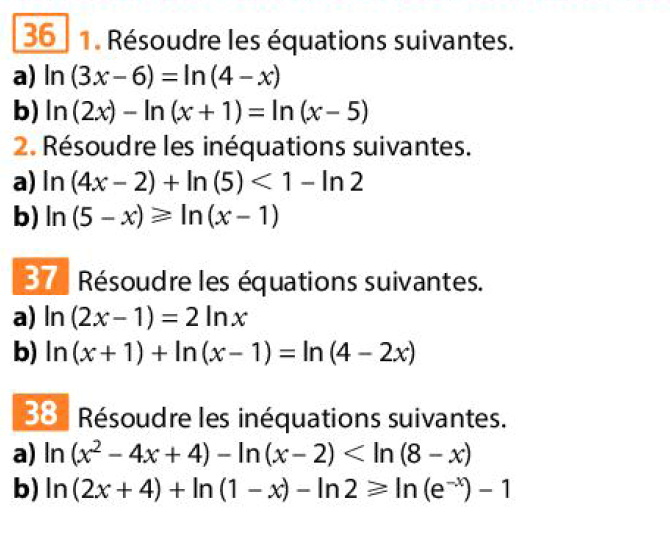 36 1. Résoudre les équations suivantes.
a) ln (3x – 6) = ln (4 – x)
b) ln (2x) – ln (x + 1) = ln (x – 5)
2. Résoudre les inéquations suivantes.
a) ln (4x – 2) + ln (5) < 1 – ln 2
b) ln (5 – x) ⩾ ln (x – 1)
37 Résoudre les équations suivantes.
a) ln (2x – 1) = 2 ln x
b) ln (x + 1) + ln (x – 1) = ln (4 – 2x)
38 Résoudre les inéquations suivantes.
a) ln (x² – 4x + 4) – ln (x – 2) < ln (8 – x)
b) ln (2x + 4) + ln (1 – x) – ln 2 ⩾ ln (e⁻ˣ) – 1